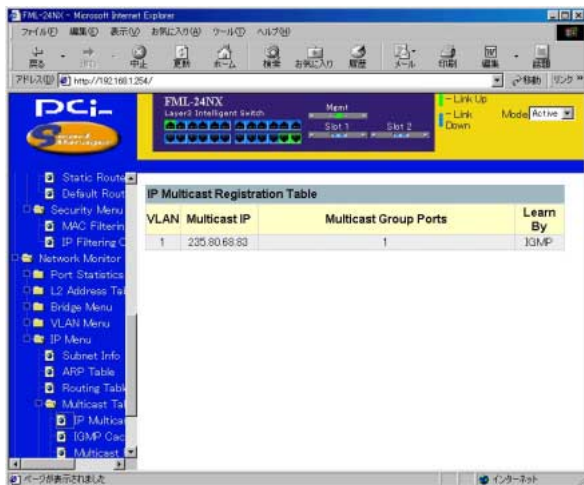 FML-24NX - Microsoft Internet Explorer
ファイル(F) 編集(E) 表示(V) お気に入り(A) ツール(T) ヘルプ(H)
戻る 中止 更新 ホーム 検索 お気に入り 履歴 メール 印刷 編集
アドレス(D) http://192.168.1.254/ 移動 リンク »
PCi
FML-24NX
Layer3 Intelligent Switch
Mgmt
Slot 1 Slot 2
- Link Up
- Link Down
Mode Active
Static Route
Default Rout
Security Menu
MAC Filterin
IP Filtering C
Network Monitor
Port Statistics
L2 Address Tal
Bridge Menu
VLAN Menu
IP Menu
Subnet Info
ARP Table
Routing Tabl
Multicast Tal
IP Multica
IGMP Cac
Multicast
IP Multicast Registration Table
VLAN Multicast IP Multicast Group Ports Learn By
1 235.80.68.83 1 IGMP
ページが表示されました
インターネット